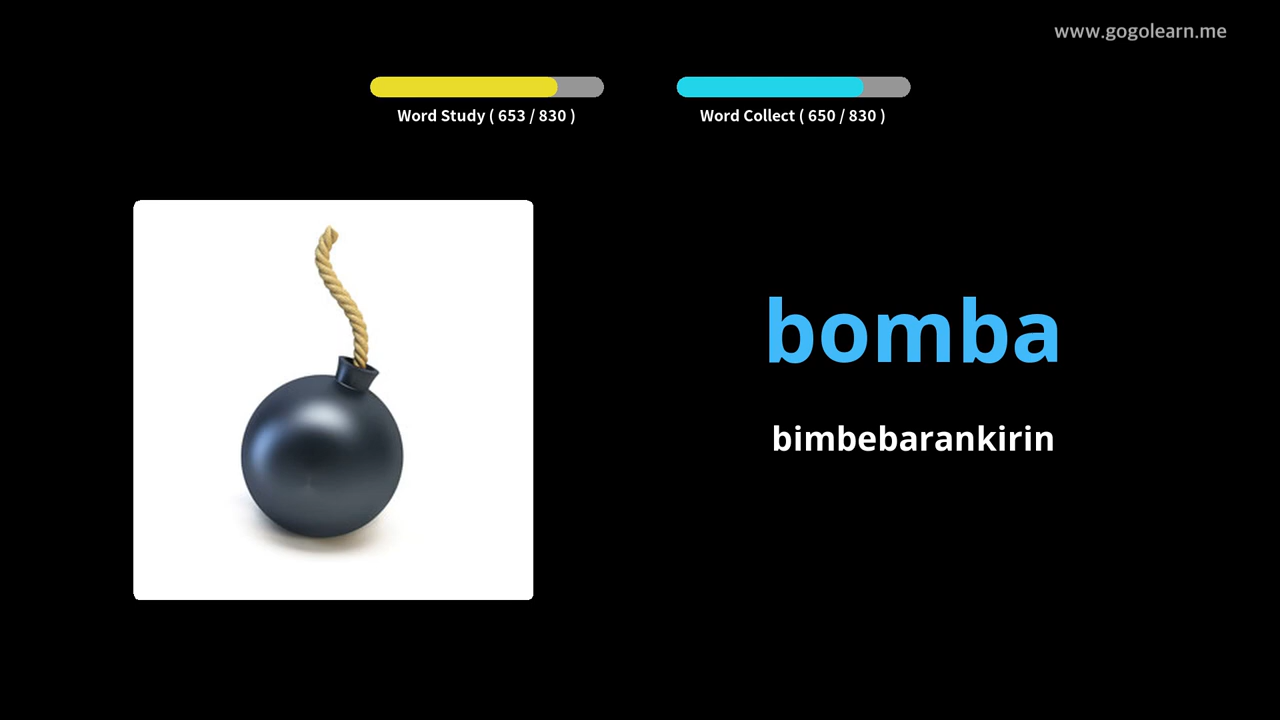 www.gogolearn.me
Word Study ( 653 / 830 )
Word Collect ( 650 / 830 )
bomba
bimbebarankirin